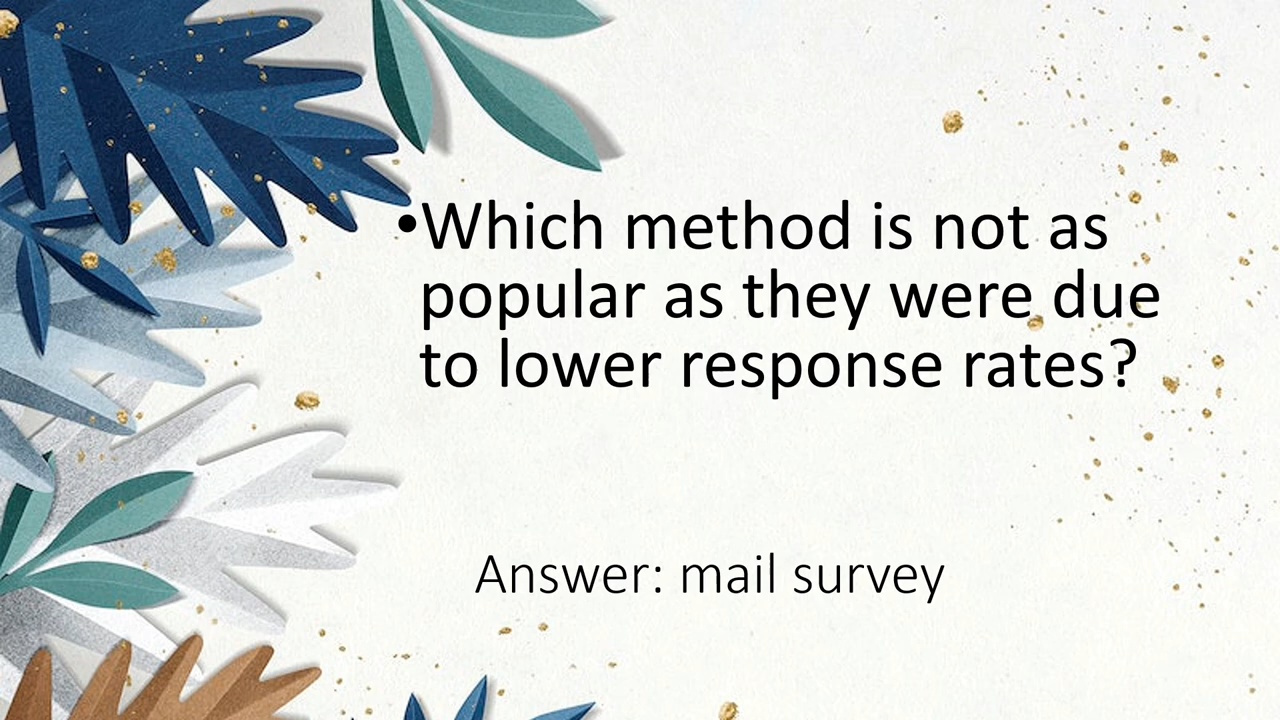 •Which method is not as
popular as they were due
to lower response rates?
Answer: mail survey